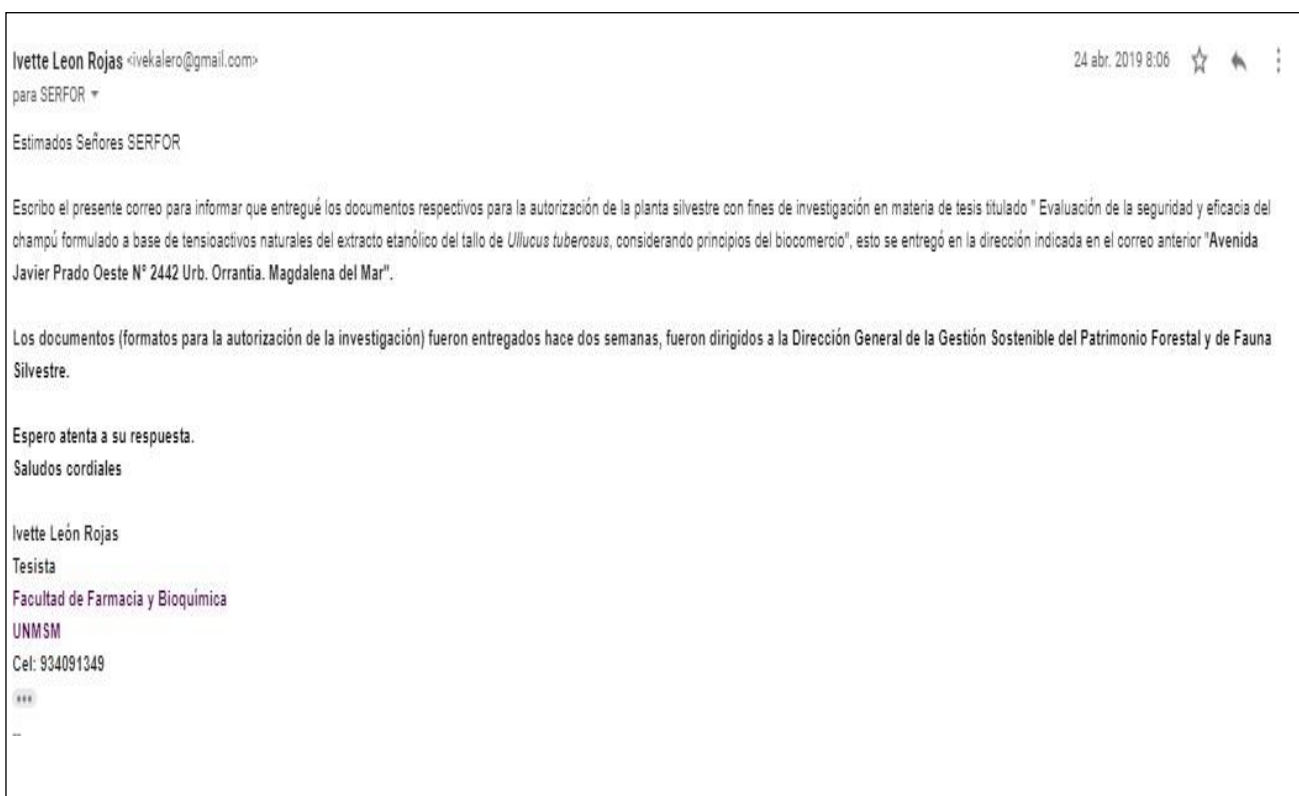 Ivette Leon Rojas <ivekalero@gmail.com>
24 abr. 2019 8:06
para SERFOR
Estimados Señores SERFOR
Escribo el presente correo para informar que entregué los documentos respectivos para la autorización de la planta silvestre con fines de investigación en materia de tesis titulado " Evaluación de la seguridad y eficacia del
champú formulado a base de tensioactivos naturales del extracto etanólico del tallo de Ullucus tuberosus, considerando principios del biocomercio", esto se entregó en la dirección indicada en el correo anterior "Avenida
Javier Prado Oeste N° 2442 Urb. Orrantia. Magdalena del Mar".
Los documentos (formatos para la autorización de la investigación) fueron entregados hace dos semanas, fueron dirigidos a la Dirección General de la Gestión Sostenible del Patrimonio Forestal y de Fauna
Silvestre.
Espero atenta a su respuesta.
Saludos cordiales
Ivette León Rojas
Tesista
Facultad de Farmacia y Bioquímica
UNMSM
Cel: 934091349
...
--